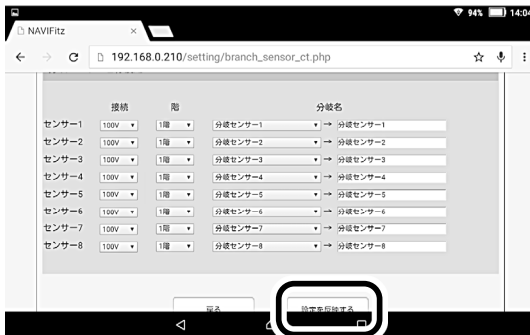 94% 14:04
NAVIFitz ×
192.168.0.210/setting/branch_sensor_ct.php
接続 階 分岐名
センサー1 100V 1階 分岐センサー1 → 分岐センサー1
センサー2 100V 1階 分岐センサー2 → 分岐センサー2
センサー3 100V 1階 分岐センサー3 → 分岐センサー3
センサー4 100V 1階 分岐センサー4 → 分岐センサー4
センサー5 100V 1階 分岐センサー5 → 分岐センサー5
センサー6 100V 1階 分岐センサー6 → 分岐センサー6
センサー7 100V 1階 分岐センサー7 → 分岐センサー7
センサー8 100V 1階 分岐センサー8 → 分岐センサー8
戻る 設定を反映する